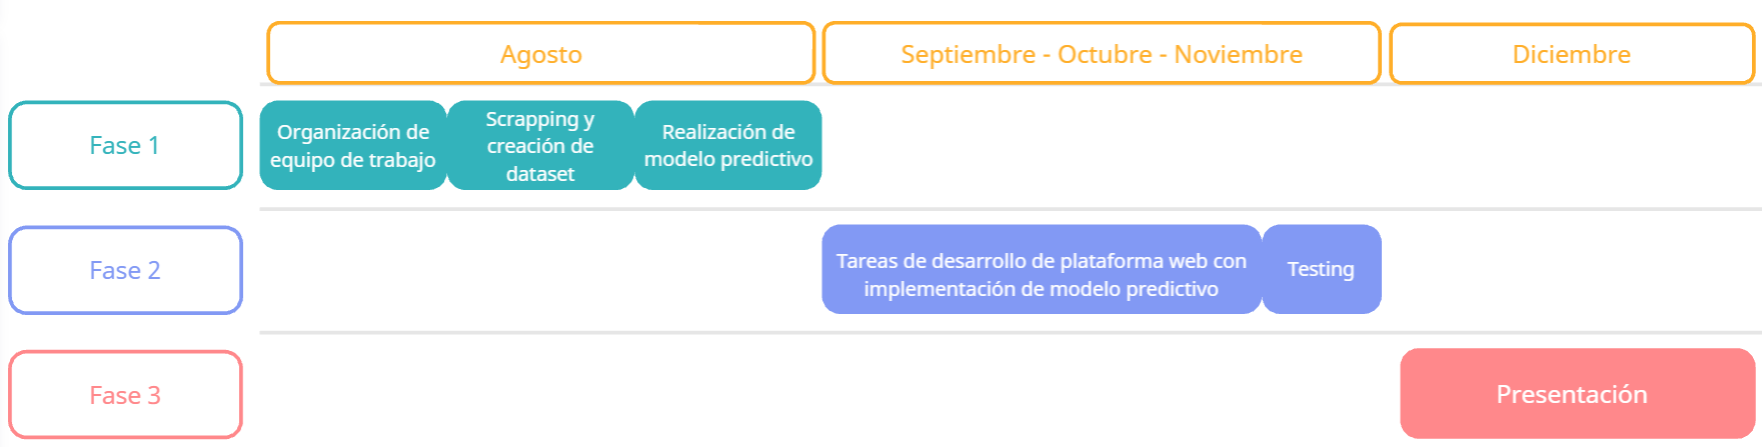 Agosto
Septiembre - Octubre - Noviembre
Diciembre
Fase 1
Organización de
equipo de trabajo
Scrapping y
creación de
dataset
Realización de
modelo predictivo
Fase 2
Tareas de desarrollo de plataforma web con
implementación de modelo predictivo
Testing
Fase 3
Presentación